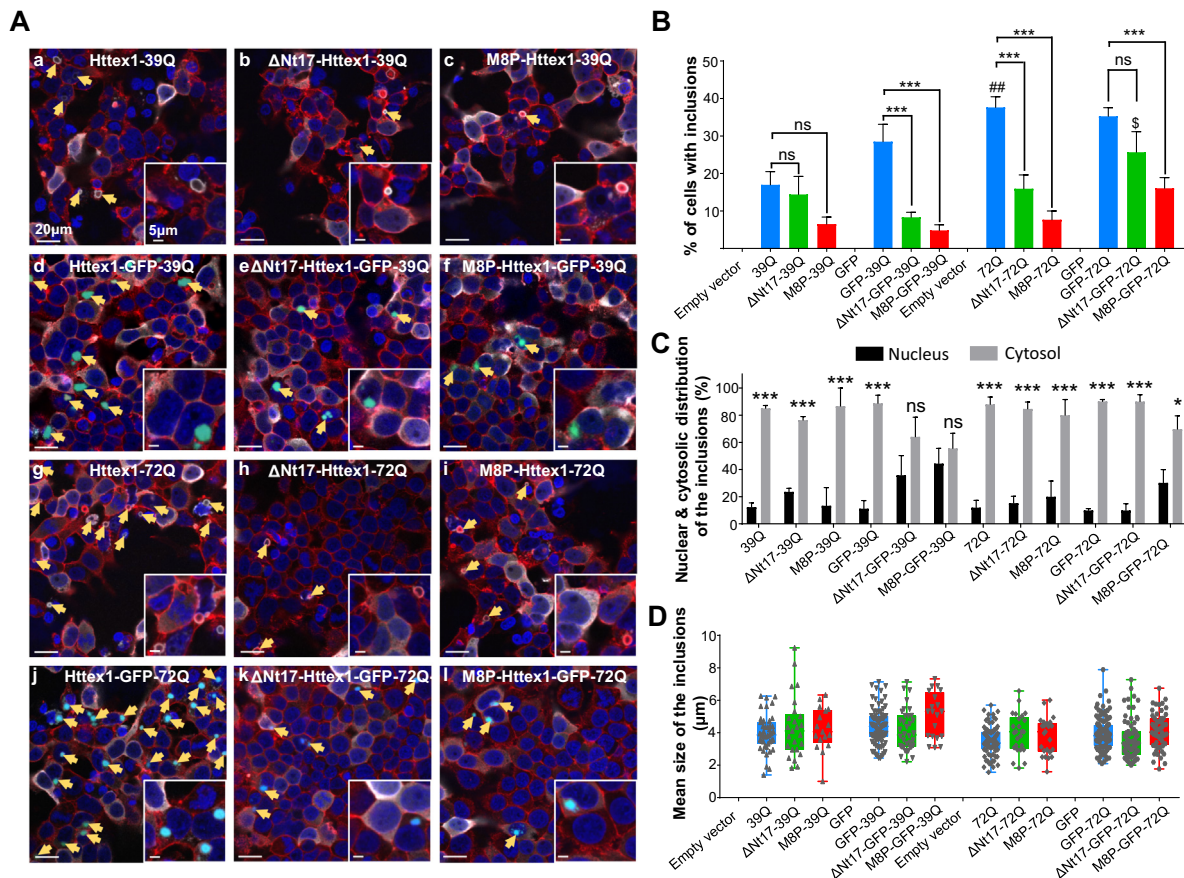 A
a Httex1-39Q
b ΔNt17-Httex1-39Q
c M8P-Httex1-39Q
20µm
5µm
d Httex1-GFP-39Q
e ΔNt17-Httex1-GFP-39Q
f M8P-Httex1-GFP-39Q
g Httex1-72Q
h ΔNt17-Httex1-72Q
i M8P-Httex1-72Q
j Httex1-GFP-72Q
k ΔNt17-Httex1-GFP-72Q
l M8P-Httex1-GFP-72Q
B
% of cells with inclusions
50
40
30
20
10
ns
ns
***
***
##
***
***
***
ns
$
Empty vector
39Q
ΔNt17-39Q
M8P-39Q
GFP
GFP-39Q
ΔNt17-GFP-39Q
M8P-GFP-39Q
Empty vector
72Q
ΔNt17-72Q
M8P-72Q
GFP
GFP-72Q
ΔNt17-GFP-72Q
M8P-GFP-72Q
C
Nucleus
Cytosol
Nuclear & cytosolic distribution
of the inclusions (%)
100
80
60
40
20
0
***
***
***
***
ns
ns
***
***
***
***
***
*
39Q
ΔNt17-39Q
M8P-39Q
GFP-39Q
ΔNt17-GFP-39Q
M8P-GFP-39Q
72Q
ΔNt17-72Q
M8P-72Q
GFP-72Q
ΔNt17-GFP-72Q
M8P-GFP-72Q
D
Mean size of the inclusions
(µm)
10
8
6
4
2
0
Empty vector
39Q
ΔNt17-39Q
M8P-39Q
GFP
GFP-39Q
ΔNt17-GFP-39Q
M8P-GFP-39Q
Empty vector
72Q
ΔNt17-72Q
M8P-72Q
GFP
GFP-72Q
ΔNt17-GFP-72Q
M8P-GFP-72Q